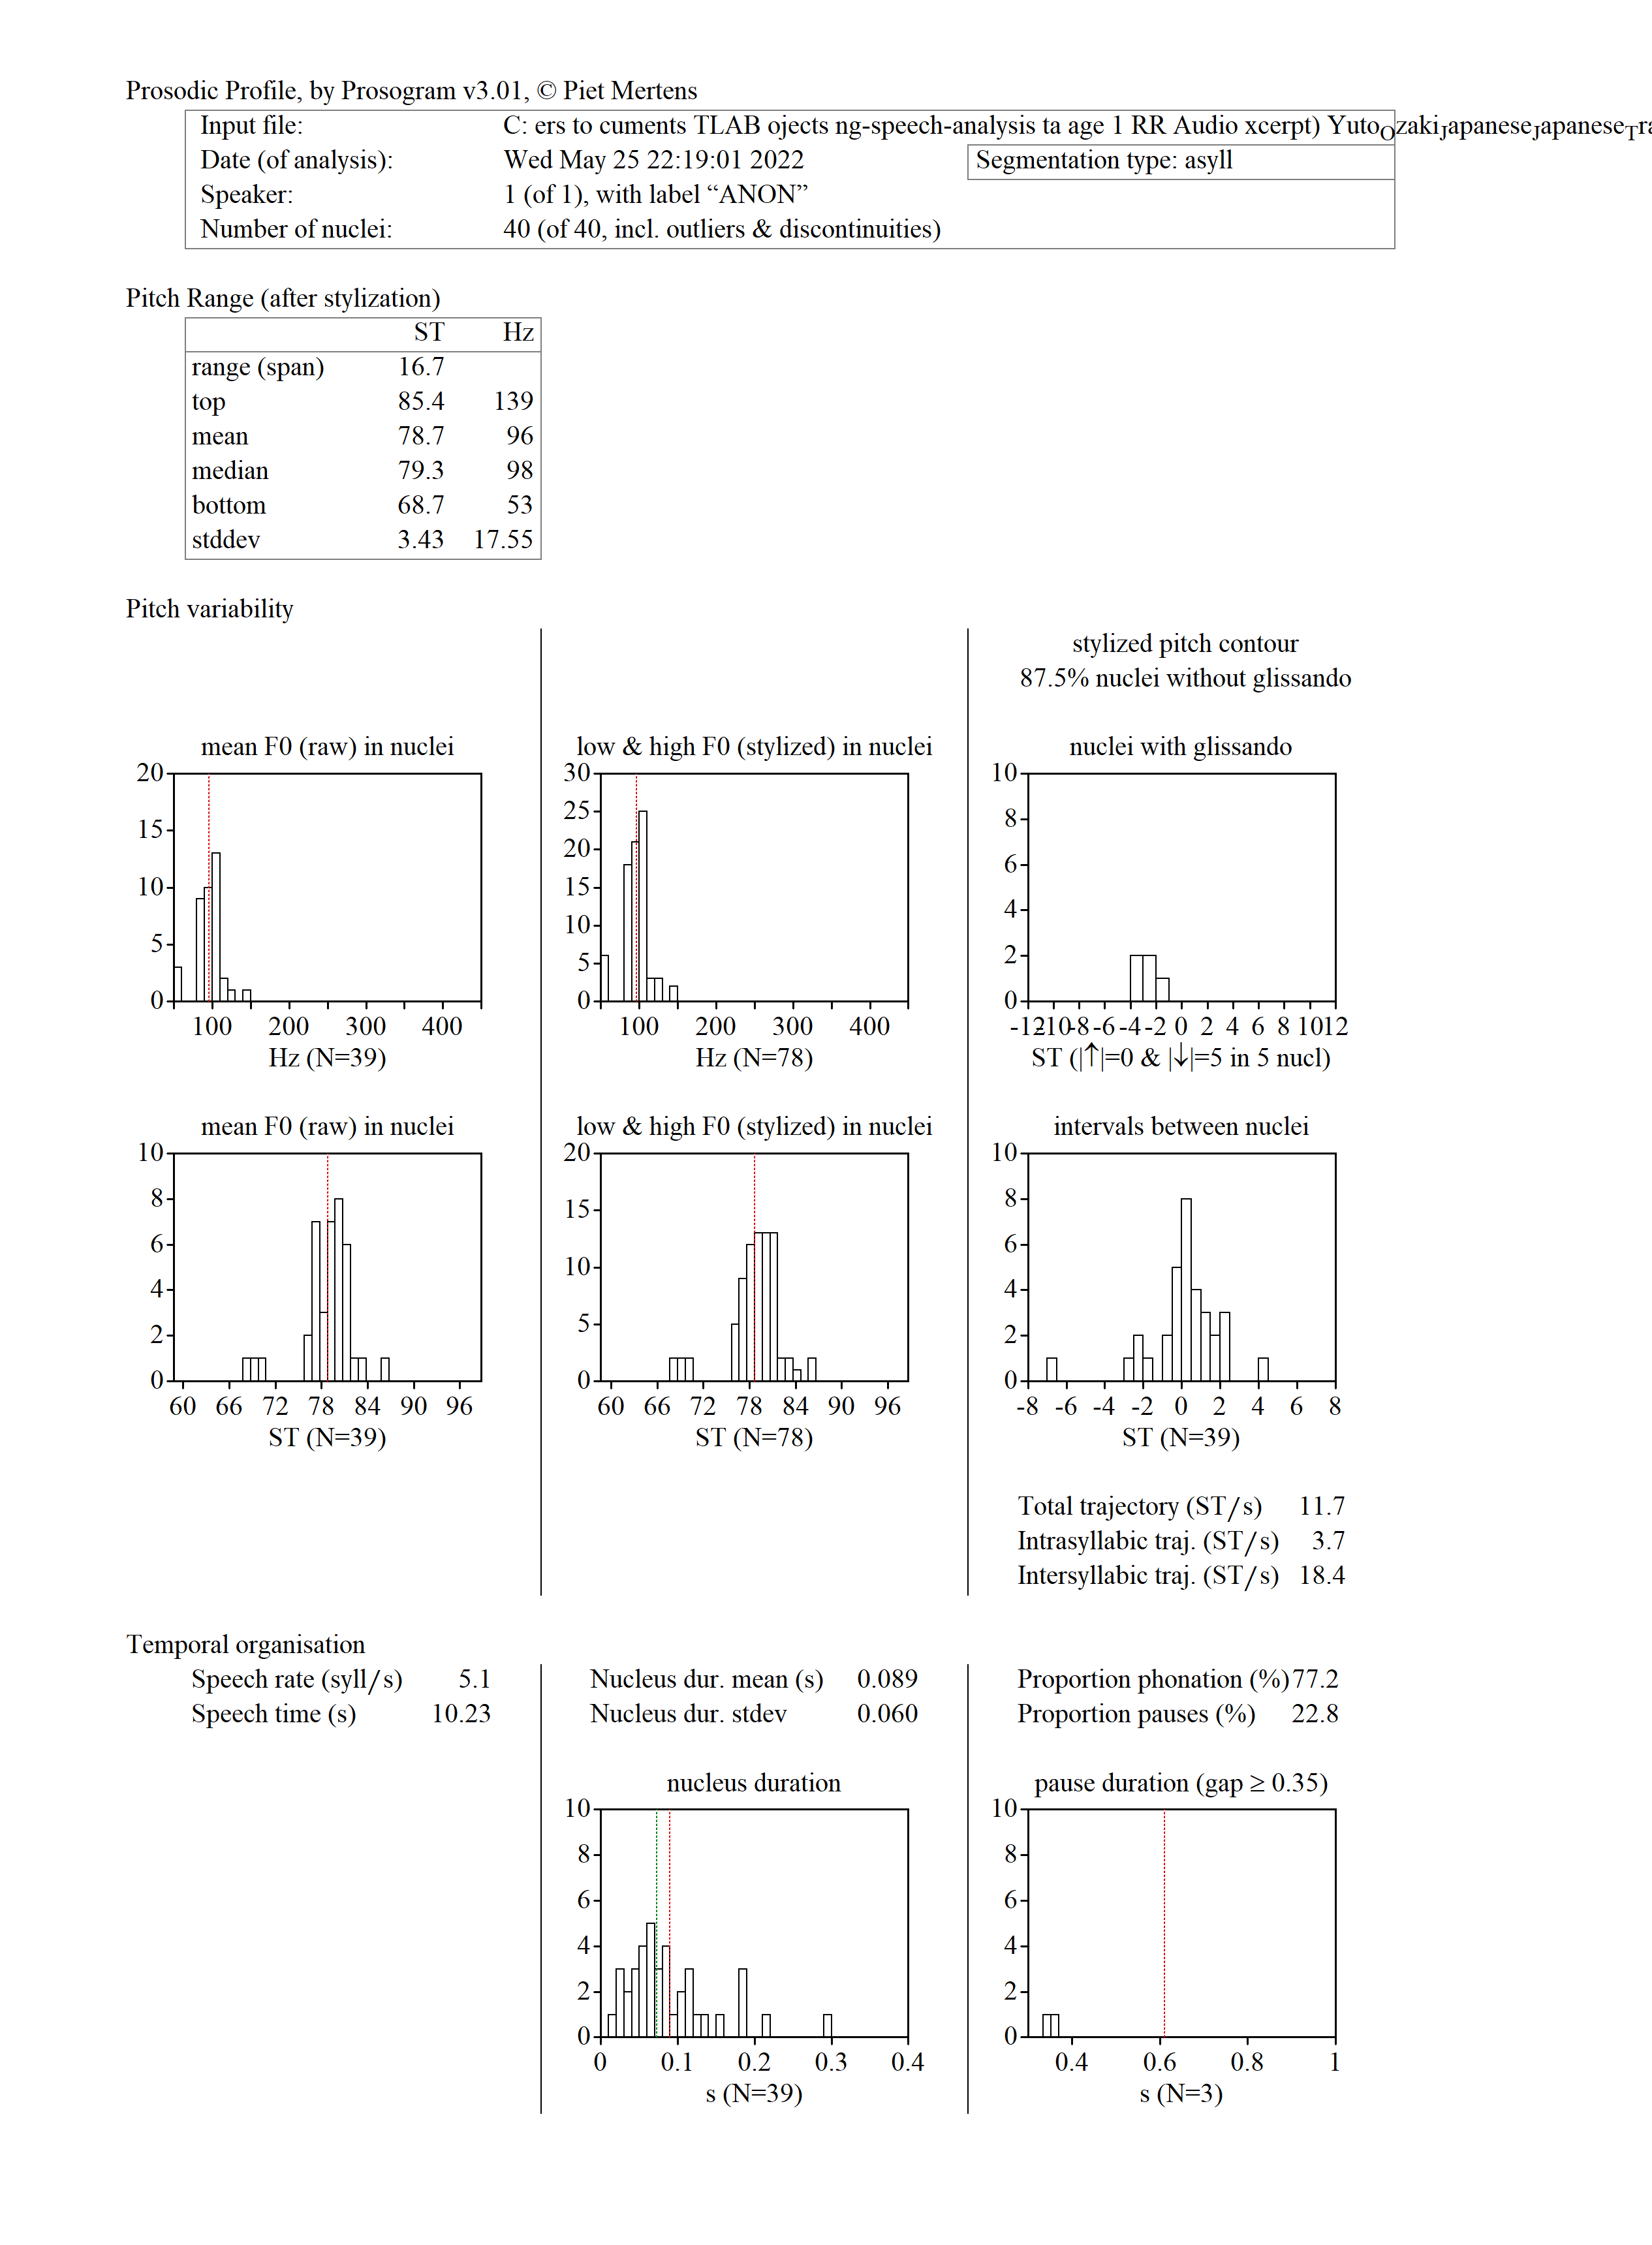 Prosodic Profile, by Prosogram v3.01, © Piet Mertens
Input file: C: ers to cuments TLAB ojects ng-speech-analysis ta age 1 RR Audio xcerpt) YutoOzakiJapaneseJapaneseTra
Date (of analysis): Wed May 25 22:19:01 2022 Segmentation type: asyll
Speaker: 1 (of 1), with label “ANON”
Number of nuclei: 40 (of 40, incl. outliers & discontinuities)
Pitch Range (after stylization)
ST Hz
range (span) 16.7
top 85.4 139
mean 78.7 96
median 79.3 98
bottom 68.7 53
stddev 3.43 17.55
Pitch variability
stylized pitch contour
87.5% nuclei without glissando
mean F0 (raw) in nuclei
20
15
10
5
0
100 200 300 400
Hz (N=39)
low & high F0 (stylized) in nuclei
30
25
20
15
10
5
0
100 200 300 400
Hz (N=78)
nuclei with glissando
10
8
6
4
2
0
-12 -10 -8 -6 -4 -2 0 2 4 6 8 10 12
ST (|↑|=0 & |↓|=5 in 5 nucl)
mean F0 (raw) in nuclei
10
8
6
4
2
0
60 66 72 78 84 90 96
ST (N=39)
low & high F0 (stylized) in nuclei
20
15
10
5
0
60 66 72 78 84 90 96
ST (N=78)
intervals between nuclei
10
8
6
4
2
0
-8 -6 -4 -2 0 2 4 6 8
ST (N=39)
Total trajectory (ST/s) 11.7
Intrasyllabic traj. (ST/s) 3.7
Intersyllabic traj. (ST/s) 18.4
Temporal organisation
Speech rate (syll/s) 5.1
Speech time (s) 10.23
Nucleus dur. mean (s) 0.089
Nucleus dur. stdev 0.060
Proportion phonation (%) 77.2
Proportion pauses (%) 22.8
nucleus duration
10
8
6
4
2
0
0 0.1 0.2 0.3 0.4
s (N=39)
pause duration (gap ≥ 0.35)
10
8
6
4
2
0
0.4 0.6 0.8 1
s (N=3)